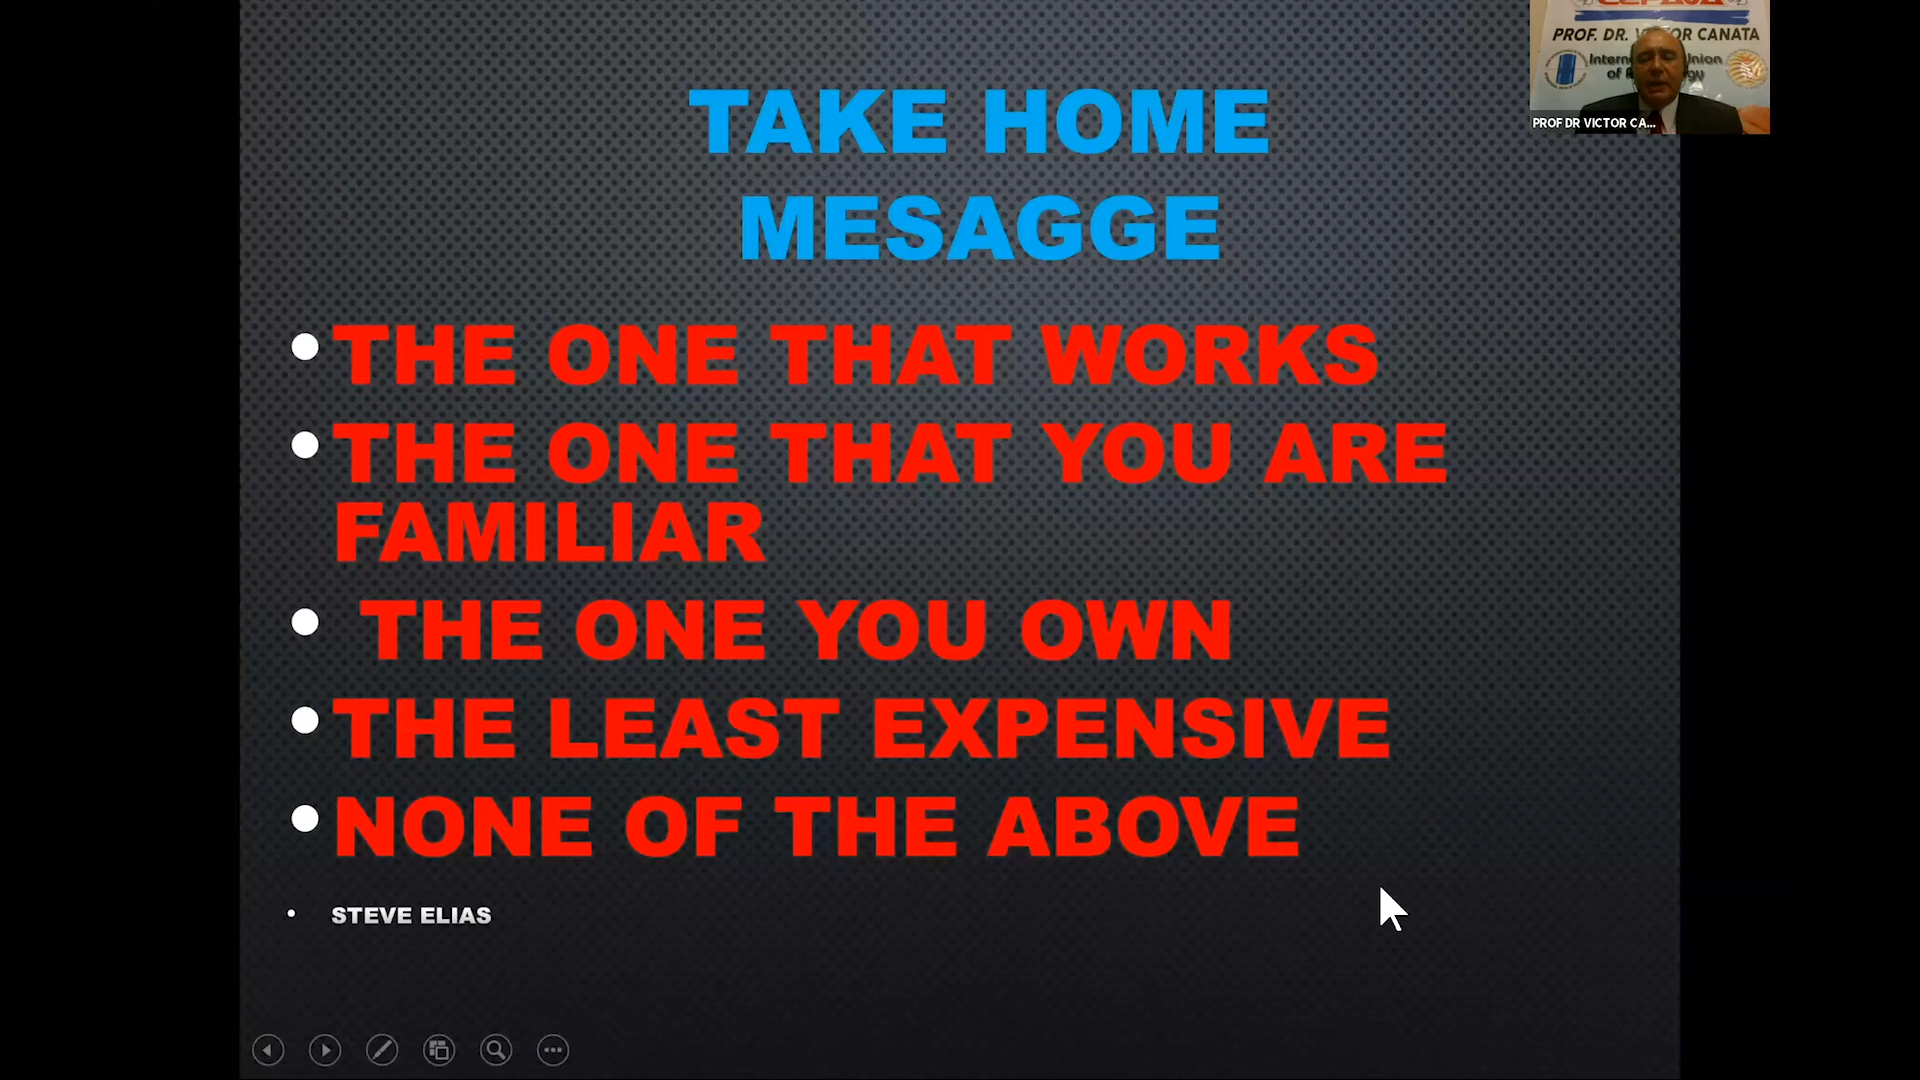 PROF. DR. VICTOR CANATA
PROF DR VICTOR CA...
TAKE HOME
MESAGGE
• THE ONE THAT WORKS
• THE ONE THAT YOU ARE
FAMILIAR
• THE ONE YOU OWN
• THE LEAST EXPENSIVE
• NONE OF THE ABOVE
• STEVE ELIAS